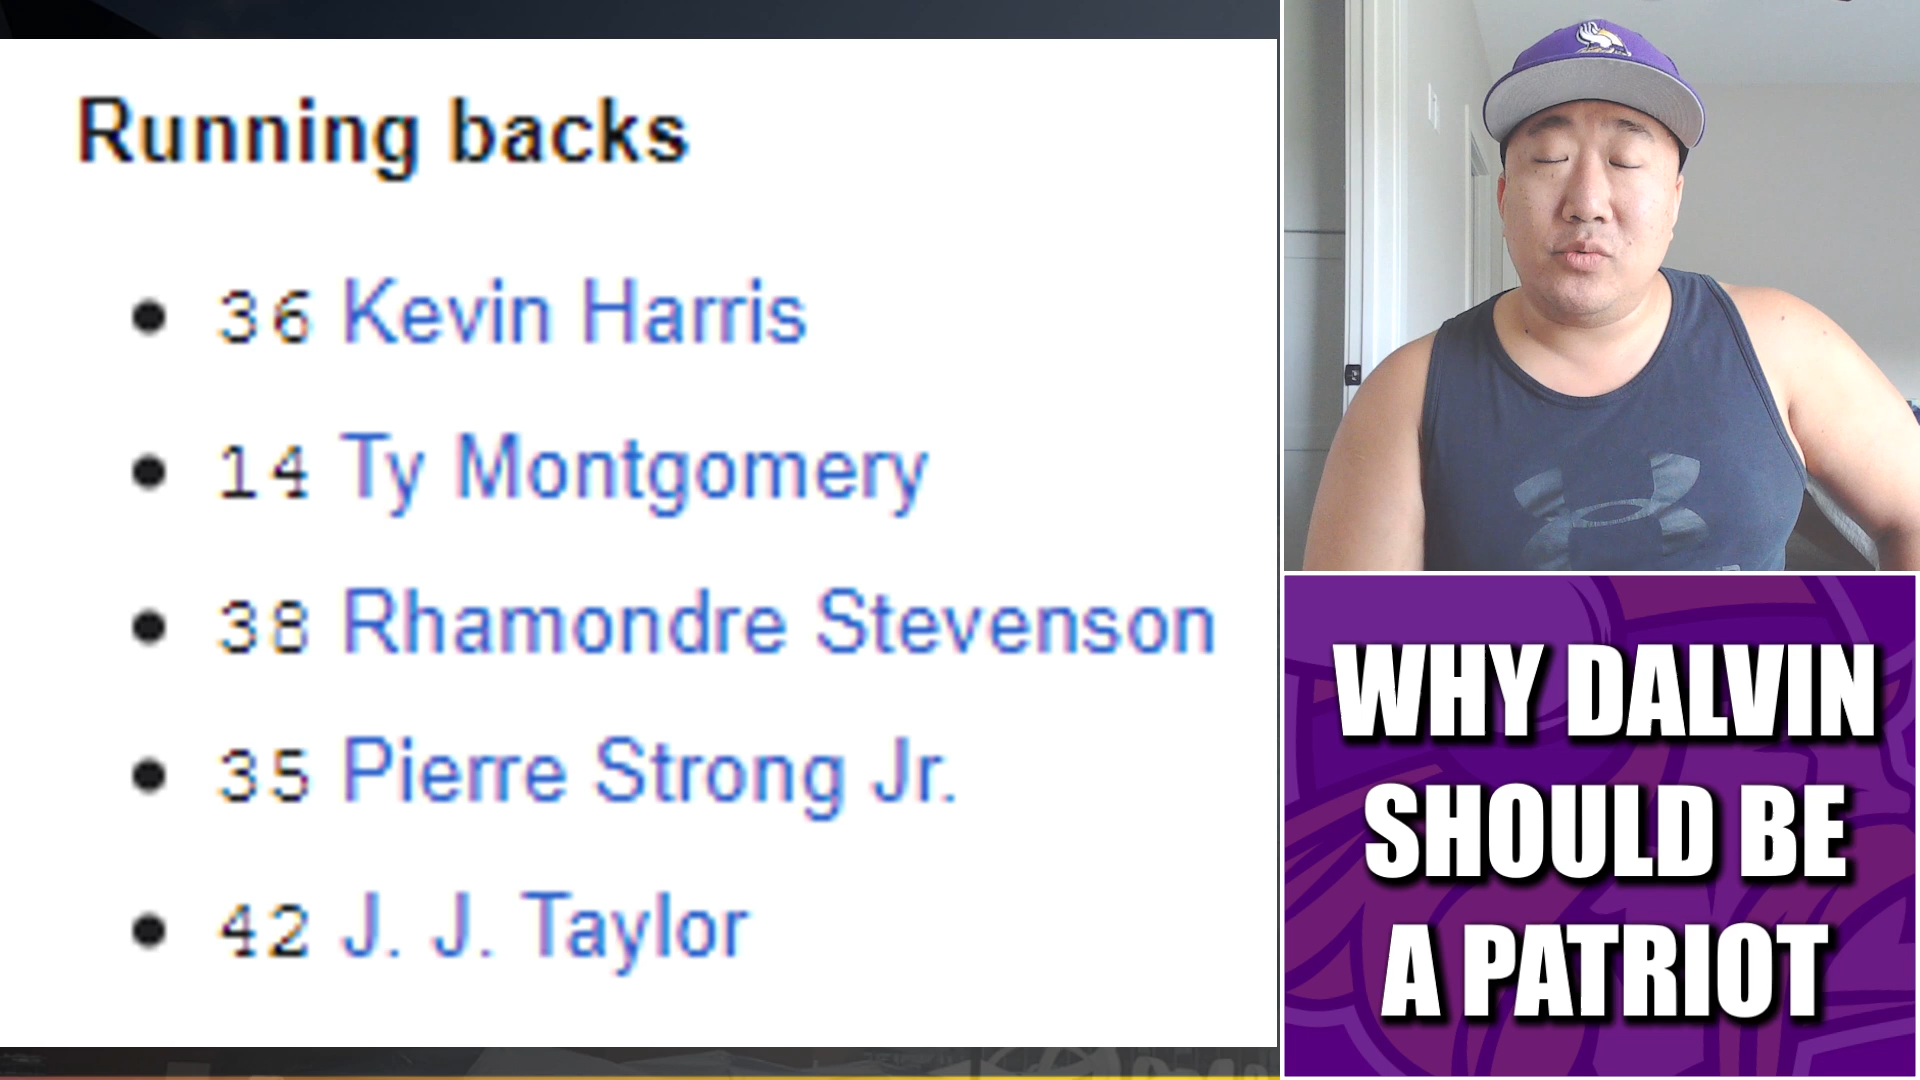 Running backs
36 Kevin Harris
14 Ty Montgomery
38 Rhamondre Stevenson
35 Pierre Strong Jr.
42 J. J. Taylor
WHY DALVIN
SHOULD BE
A PATRIOT